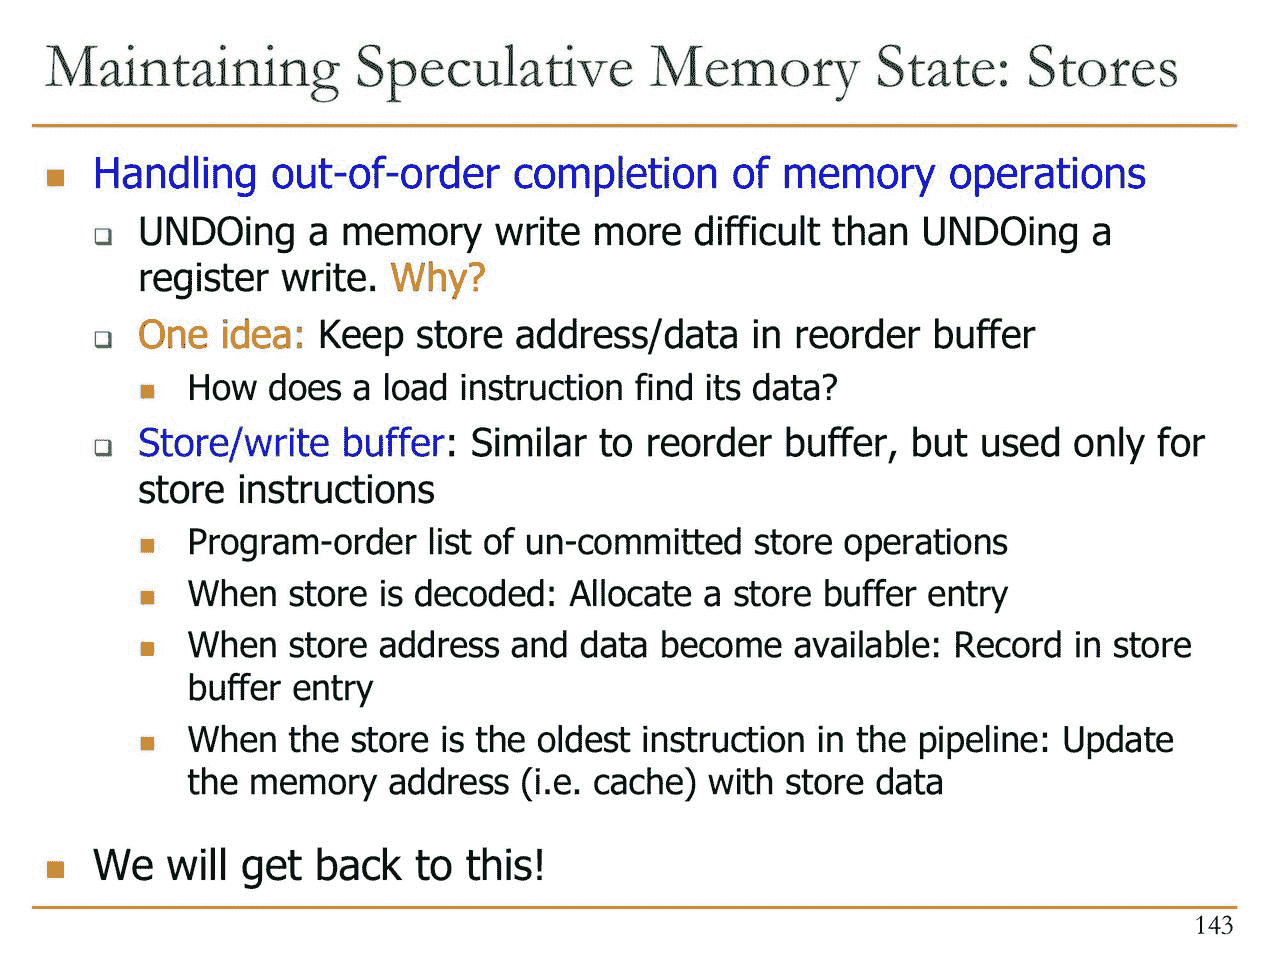 Maintaining Speculative Memory State: Stores
Handling out-of-order completion of memory operations
UNDOing a memory write more difficult than UNDOing a
register write. Why?
One idea: Keep store address/data in reorder buffer
How does a load instruction find its data?
Store/write buffer: Similar to reorder buffer, but used only for
store instructions
Program-order list of un-committed store operations
When store is decoded: Allocate a store buffer entry
When store address and data become available: Record in store
buffer entry
When the store is the oldest instruction in the pipeline: Update
the memory address (i.e. cache) with store data
We will get back to this!
143